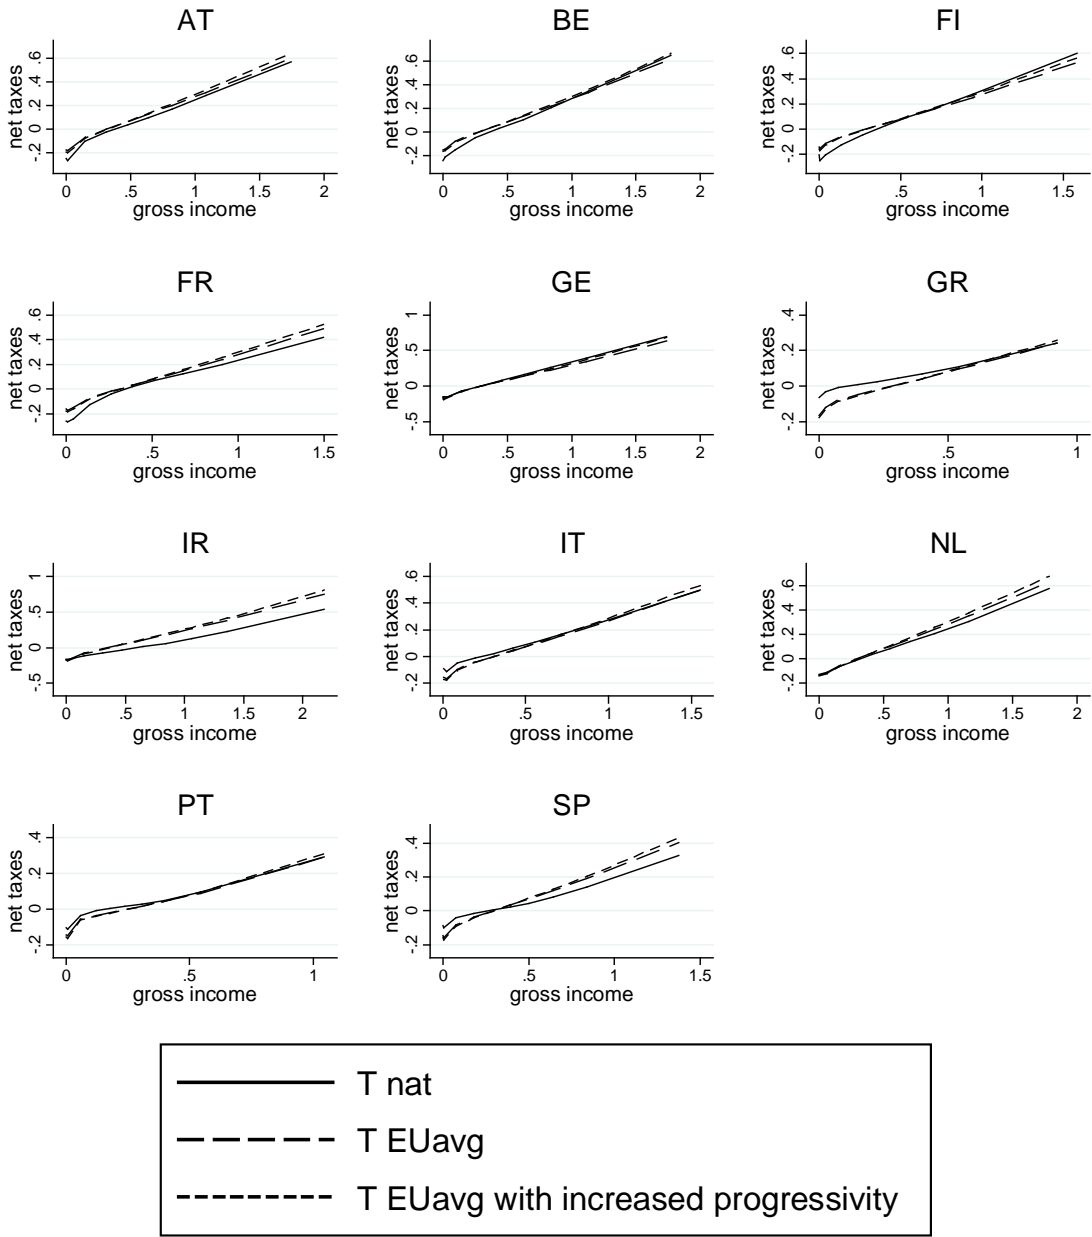 AT
net taxes
.6
.4
.2
0
-.2
0 .5 1 1.5 2
gross income
BE
net taxes
.6
.4
.2
0
-.2
0 .5 1 1.5 2
gross income
FI
net taxes
.6
.4
.2
0
-.2
0 .5 1 1.5
gross income
FR
net taxes
.6
.4
.2
0
-.2
0 .5 1 1.5
gross income
GE
net taxes
1
.5
0
-.5
0 .5 1 1.5 2
gross income
GR
net taxes
.4
.2
0
-.2
0 .5 1
gross income
IR
net taxes
1
.5
0
-.5
0 .5 1 1.5 2
gross income
IT
net taxes
.6
.4
.2
0
-.2
0 .5 1 1.5
gross income
NL
net taxes
.6
.4
.2
0
-.2
0 .5 1 1.5 2
gross income
PT
net taxes
.4
.2
0
-.2
0 .5 1
gross income
SP
net taxes
.4
.2
0
-.2
0 .5 1 1.5
gross income
T nat
T EUavg
T EUavg with increased progressivity